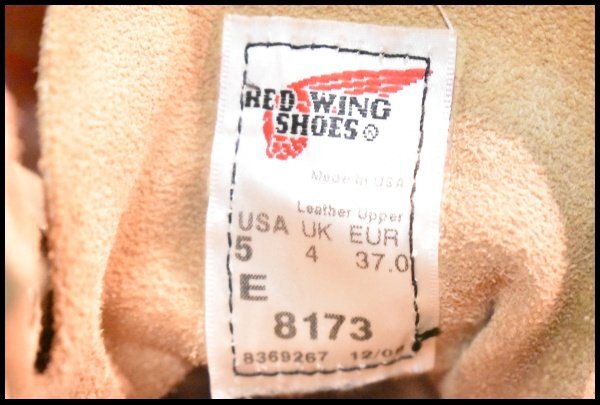 RED WING
SHOES®
Made in USA
Leather Upper
USA UK EUR
5 4 37.0
E
8173
8369267